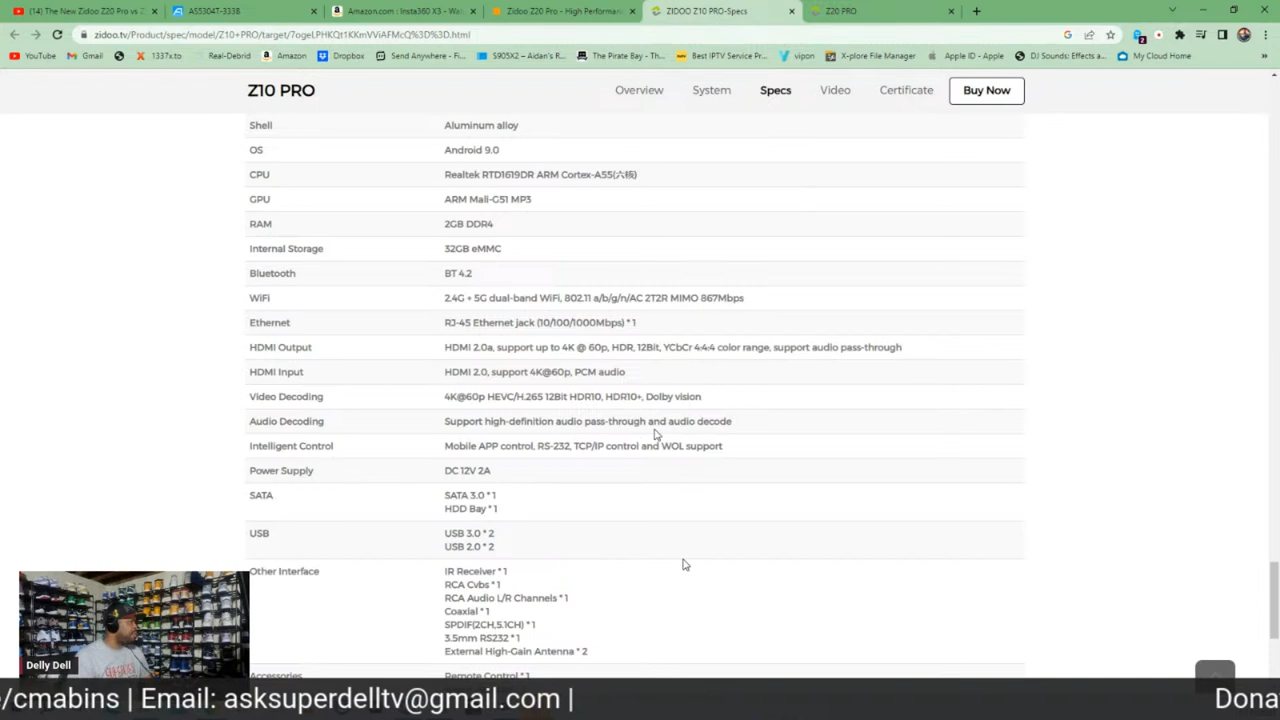 (14) The New Zidoo Z20 Pro vs Z
AS5304T-333B
Amazon.com : Insta360 X3 - Wa
Zidoo Z20 Pro - High Performan
ZIDOO Z10 PRO-Specs
Z20 PRO
zidoo.tv/Product/spec/model/Z10+PRO/target/7ogeLPHKQt1KKmVViAFMcQ%3D%3D.html
YouTube
Gmail
1337x.to
Real-Debrid
Amazon
Dropbox
Send Anywhere - Fi...
S905X2 – Aidan's R...
The Pirate Bay - Th...
Best IPTV Service Pr...
vipon
X-plore File Manager
Apple ID - Apple
DJ Sounds: Effects a...
My Cloud Home
Z10 PRO
Overview
System
Specs
Video
Certificate
Buy Now
Shell Aluminum alloy
OS Android 9.0
CPU Realtek RTD1619DR ARM Cortex-A55(六核)
GPU ARM Mali-G51 MP3
RAM 2GB DDR4
Internal Storage 32GB eMMC
Bluetooth BT 4.2
WiFi 2.4G + 5G dual-band WiFi, 802.11 a/b/g/n/AC 2T2R MIMO 867Mbps
Ethernet RJ-45 Ethernet jack (10/100/1000Mbps) * 1
HDMI Output HDMI 2.0a, support up to 4K @ 60p, HDR, 12Bit, YCbCr 4:4:4 color range, support audio pass-through
HDMI Input HDMI 2.0, support 4K@60p, PCM audio
Video Decoding 4K@60p HEVC/H.265 12Bit HDR10, HDR10+, Dolby vision
Audio Decoding Support high-definition audio pass-through and audio decode
Intelligent Control Mobile APP control, RS-232, TCP/IP control and WOL support
Power Supply DC 12V 2A
SATA SATA 3.0 * 1
HDD Bay * 1
USB USB 3.0 * 2
USB 2.0 * 2
Other Interface IR Receiver * 1
RCA Cvbs * 1
RCA Audio L/R Channels * 1
Coaxial * 1
SPDIF(2CH,5.1CH) * 1
3.5mm RS232 * 1
External High-Gain Antenna * 2
Accessories Remote Control * 1
Delly Dell
e/cmabins | Email: asksuperdelltv@gmail.com |
Dona